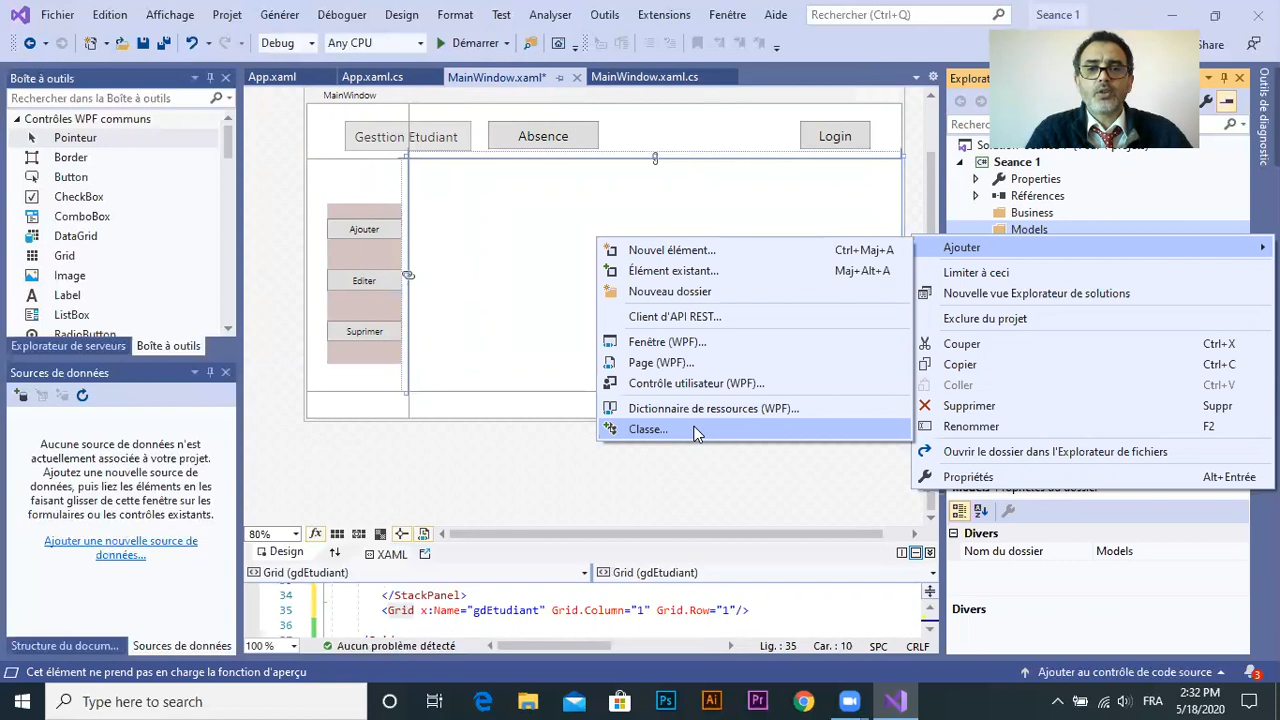 Fichier Edition Affichage Projet Générer Déboguer Design Format Test Analyser Outils Extensions Fenêtre Aide Rechercher (Ctrl+Q) Seance 1
Debug Any CPU Démarrer Share
Boîte à outils
Rechercher dans la Boîte à outils
Contrôles WPF communs
Pointeur
Border
Button
CheckBox
ComboBox
DataGrid
Grid
Image
Label
ListBox
RadioButton
Explorateur de serveurs Boîte à outils
Sources de données
Aucune source de données n'est
actuellement associée à votre projet.
Ajoutez une nouvelle source de
données, puis liez les éléments en les
faisant glisser de cette fenêtre sur
formulaires ou les contrôles existants.
Ajouter une nouvelle source de
données...
Structure du docum... Sources de données
App.xaml App.xaml.cs MainWindow.xaml* MainWindow.xaml.cs
MainWindow
Gesttion Etudiant Absence Login
Ajouter
Editer
Suprimer
Nouvel élément... Ctrl+Maj+A
Élément existant... Maj+Alt+A
Nouveau dossier
Client d'API REST...
Fenêtre (WPF)...
Page (WPF)...
Contrôle utilisateur (WPF)...
Dictionnaire de ressources (WPF)...
Classe...
80%
Design XAML
Grid (gdEtudiant) Grid (gdEtudiant)
34 </StackPanel>
35 <Grid x:Name="gdEtudiant" Grid.Column="1" Grid.Row="1"/>
36
100 % Aucun problème détecté Lig. : 35 Car. : 10 SPC CRLF
Seance 1
Properties
Références
Business
Models
Ajouter
Limiter à ceci
Nouvelle vue Explorateur de solutions
Exclure du projet
Couper Ctrl+X
Copier Ctrl+C
Coller Ctrl+V
Supprimer Suppr
Renommer F2
Ouvrir le dossier dans l'Explorateur de fichiers
Propriétés Alt+Entrée
Divers
Nom du dossier Models
Divers
Outils de diagnostic
Cet élément ne prend pas en charge la fonction d'aperçu Ajouter au contrôle de code source 3
Type here to search Ps Ai Pr FRA 2:32 PM
5/18/2020